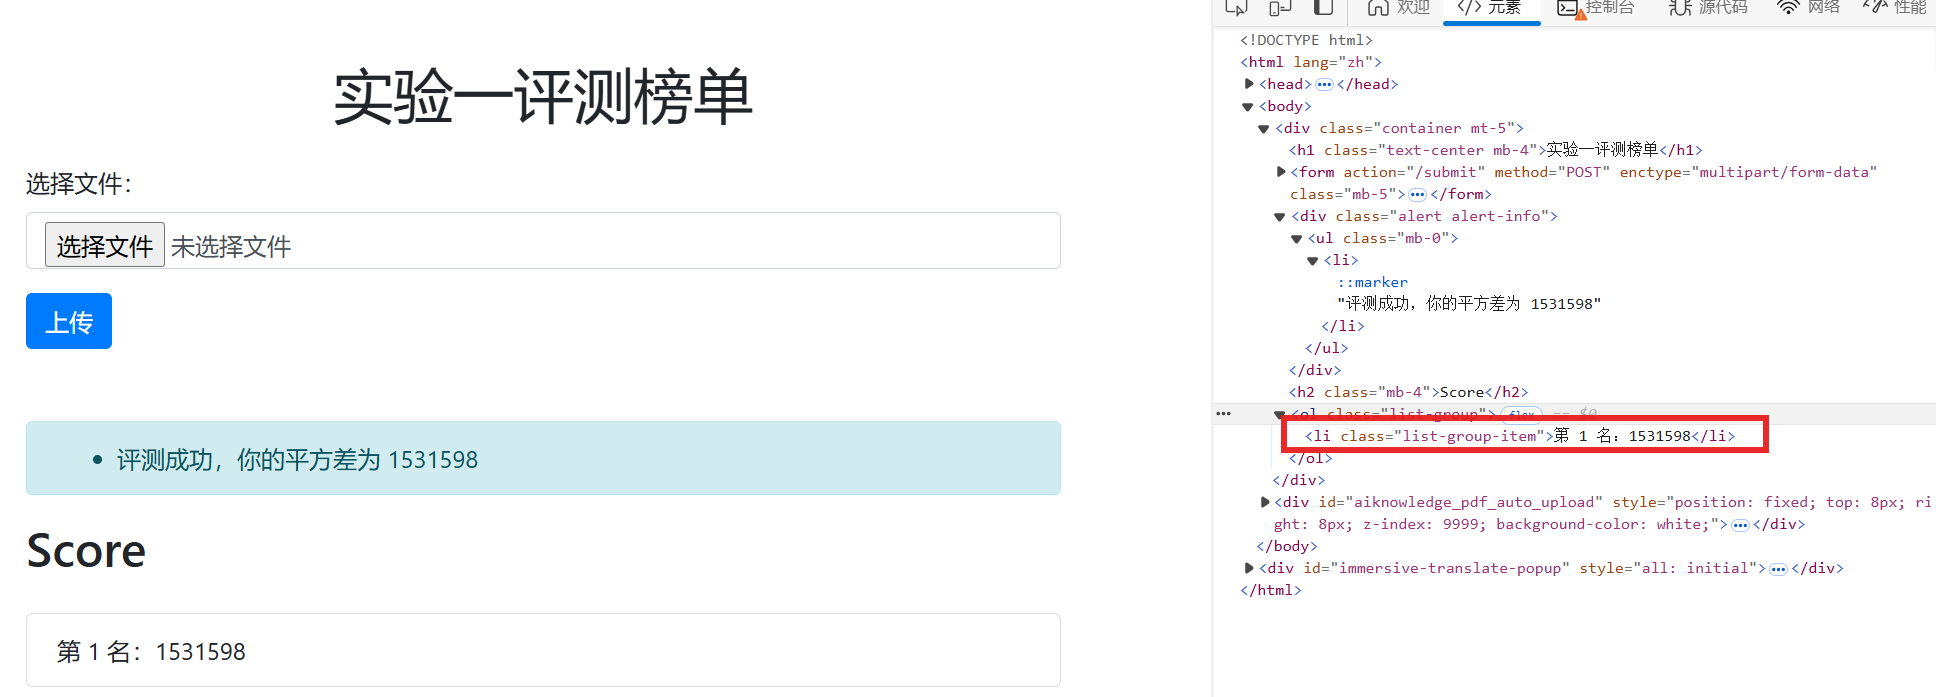 实验一评测榜单
选择文件：
选择文件 未选择文件
上传
评测成功，你的平方差为 1531598
Score
第 1 名：1531598
欢迎 元素 控制台 源代码 网络 性能
<!DOCTYPE html>
<html lang="zh">
<head>•••</head>
<body>
<div class="container mt-5">
<h1 class="text-center mb-4">实验一评测榜单</h1>
<form action="/submit" method="POST" enctype="multipart/form-data"
class="mb-5">•••</form>
<div class="alert alert-info">
<ul class="mb-0">
<li>
::marker
"评测成功，你的平方差为 1531598"
</li>
</ul>
</div>
<h2 class="mb-4">Score</h2>
<ol class="list-group"> flex == $0
<li class="list-group-item">第 1 名：1531598</li>
</ol>
</div>
<div id="aiknowledge_pdf_auto_upload" style="position: fixed; top: 8px; ri
ght: 8px; z-index: 9999; background-color: white;">•••</div>
</body>
<div id="immersive-translate-popup" style="all: initial">•••</div>
</html>